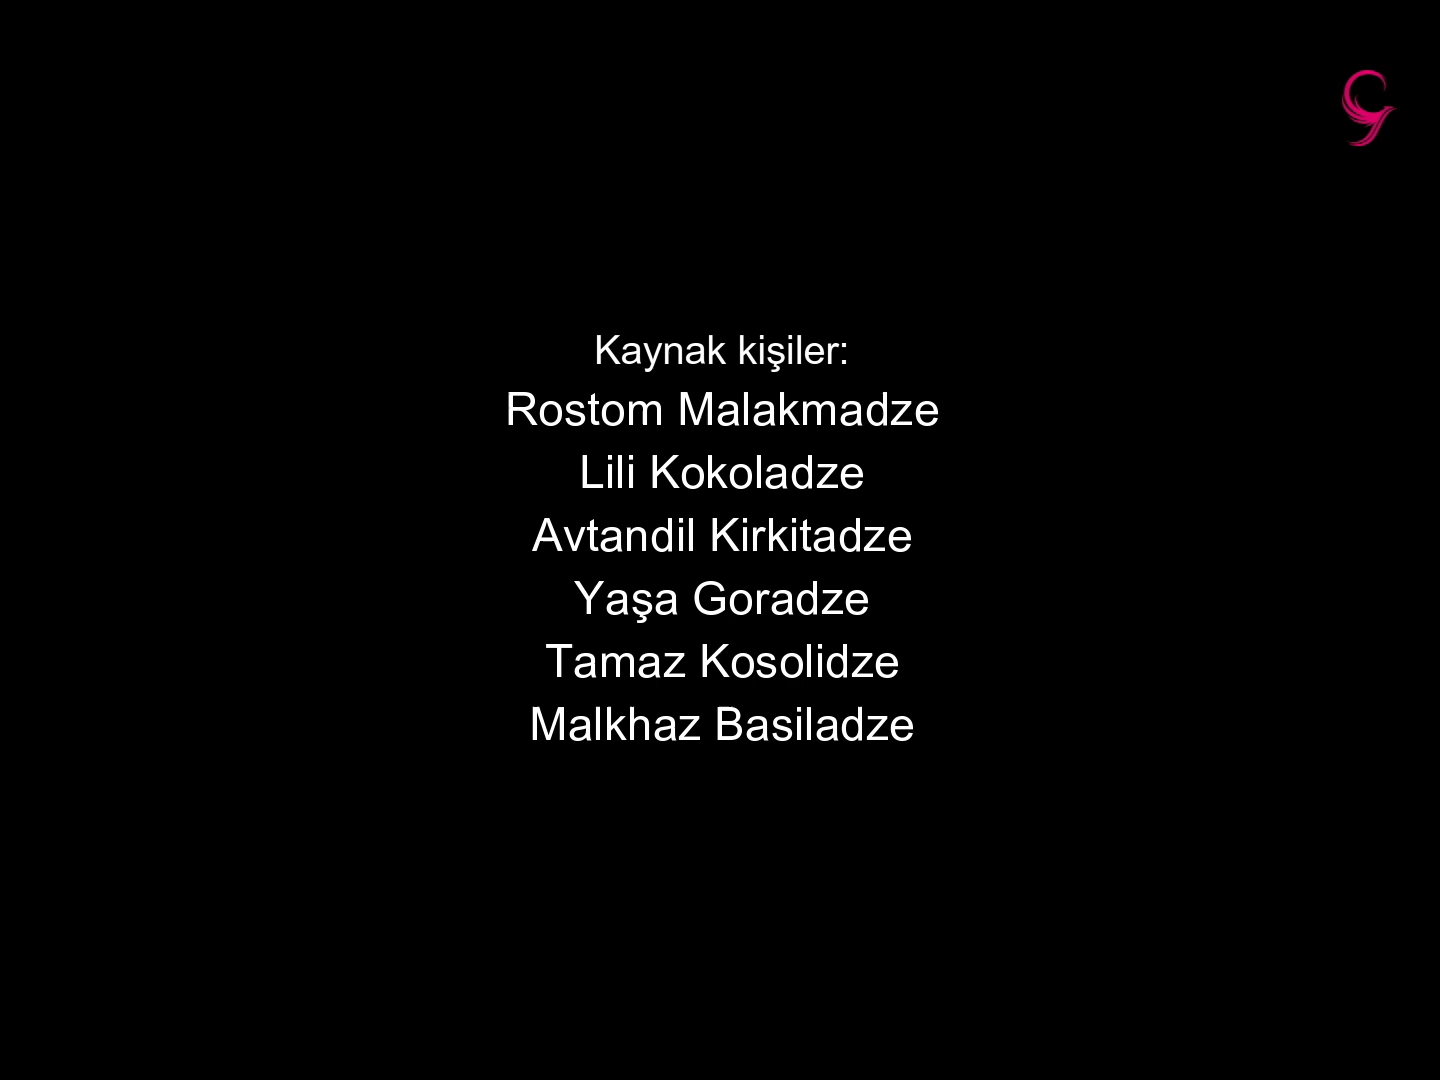 Kaynak kişiler:
Rostom Malakmadze
Lili Kokoladze
Avtandil Kirkitadze
Yaşa Goradze
Tamaz Kosolidze
Malkhaz Basiladze